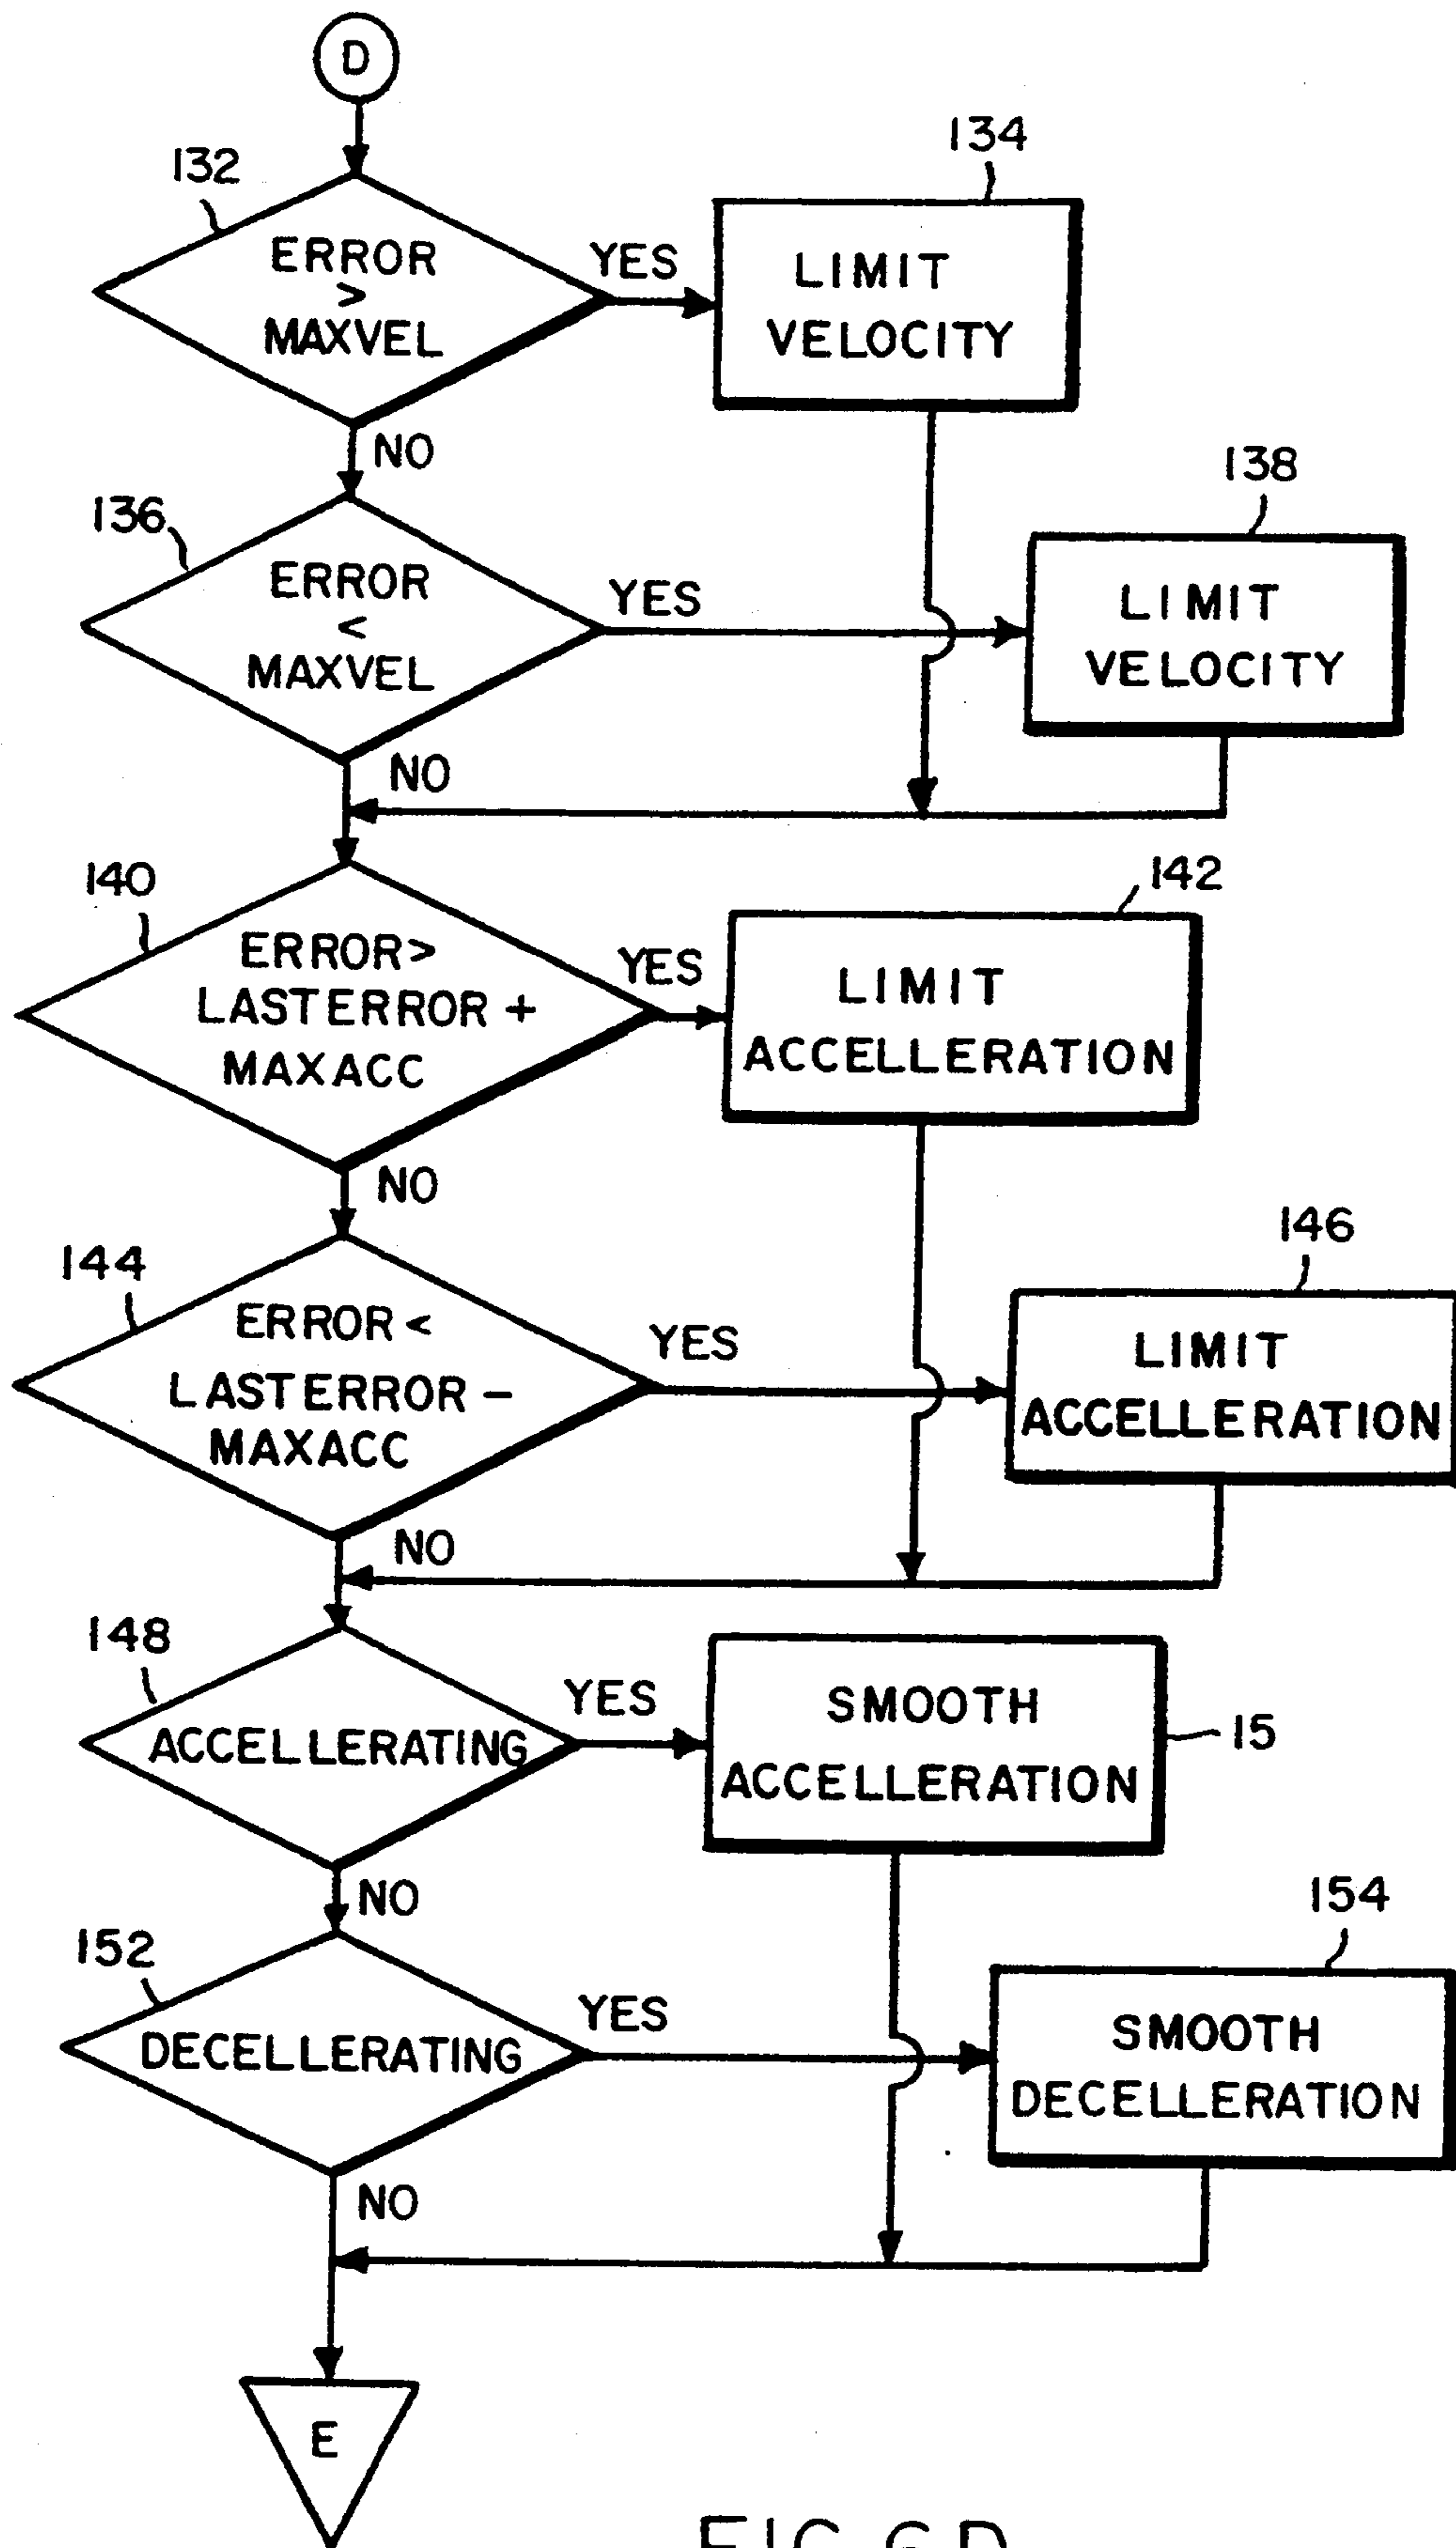 D
132
134
ERROR
>
MAXVEL
YES
LIMIT
VELOCITY
NO
136
138
ERROR
<
MAXVEL
YES
LIMIT
VELOCITY
NO
140
142
ERROR>
LASTERROR +
MAXACC
YES
LIMIT
ACCELLERATION
NO
144
146
ERROR<
LASTERROR -
MAXACC
YES
LIMIT
ACCELLERATION
NO
148
ACCELLERATING
YES
SMOOTH
ACCELLERATION
15
NO
152
154
DECELLERATING
YES
SMOOTH
DECELLERATION
NO
E
FIG. 6D